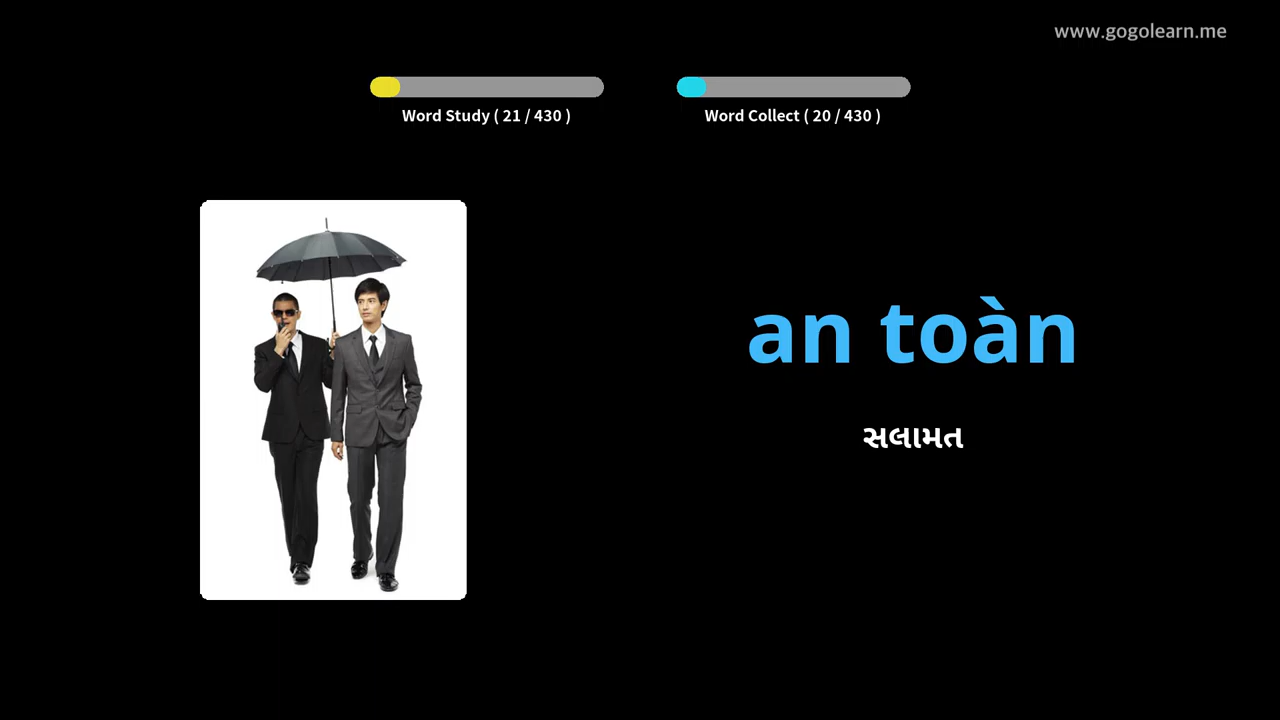 www.gogolearn.me
Word Study ( 21 / 430 )
Word Collect ( 20 / 430 )
an toàn
સલામત